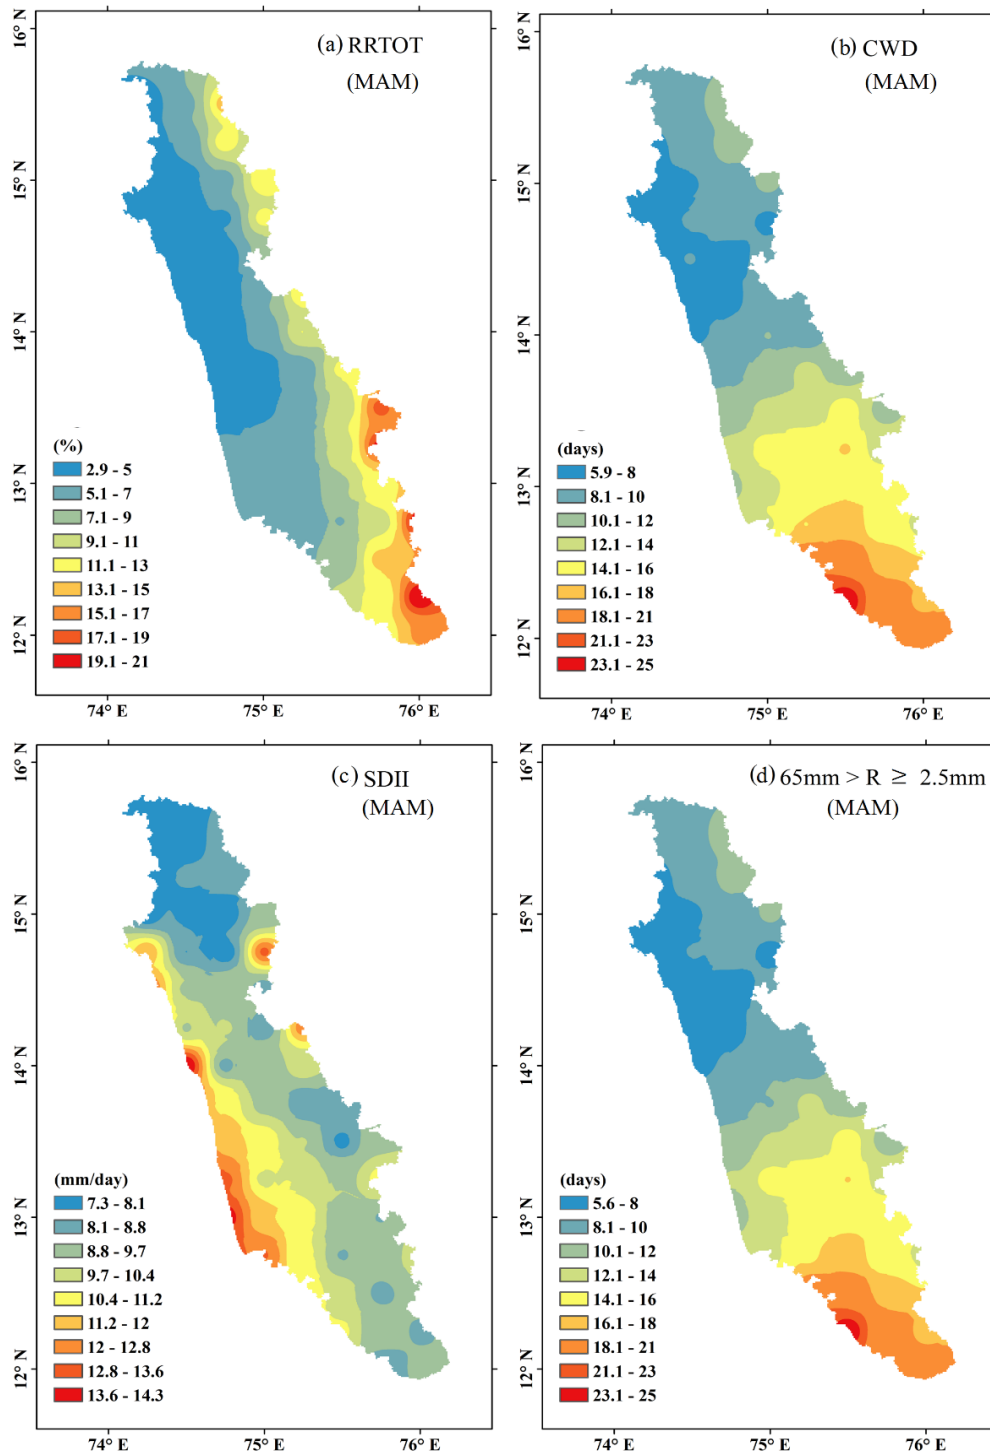 (a) RRTOT
(MAM)
16° N
15° N
14° N
13° N
12° N
(%)
2.9 - 5
5.1 - 7
7.1 - 9
9.1 - 11
11.1 - 13
13.1 - 15
15.1 - 17
17.1 - 19
19.1 - 21
74° E
75° E
76° E
(b) CWD
(MAM)
16° N
15° N
14° N
13° N
12° N
(days)
5.9 - 8
8.1 - 10
10.1 - 12
12.1 - 14
14.1 - 16
16.1 - 18
18.1 - 21
21.1 - 23
23.1 - 25
74° E
75° E
76° E
(c) SDII
(MAM)
16° N
15° N
14° N
13° N
12° N
(mm/day)
7.3 - 8.1
8.1 - 8.8
8.8 - 9.7
9.7 - 10.4
10.4 - 11.2
11.2 - 12
12 - 12.8
12.8 - 13.6
13.6 - 14.3
74° E
75° E
76° E
(d) 65mm > R ≥ 2.5mm
(MAM)
16° N
15° N
14° N
13° N
12° N
(days)
5.6 - 8
8.1 - 10
10.1 - 12
12.1 - 14
14.1 - 16
16.1 - 18
18.1 - 21
21.1 - 23
23.1 - 25
74° E
75° E
76° E